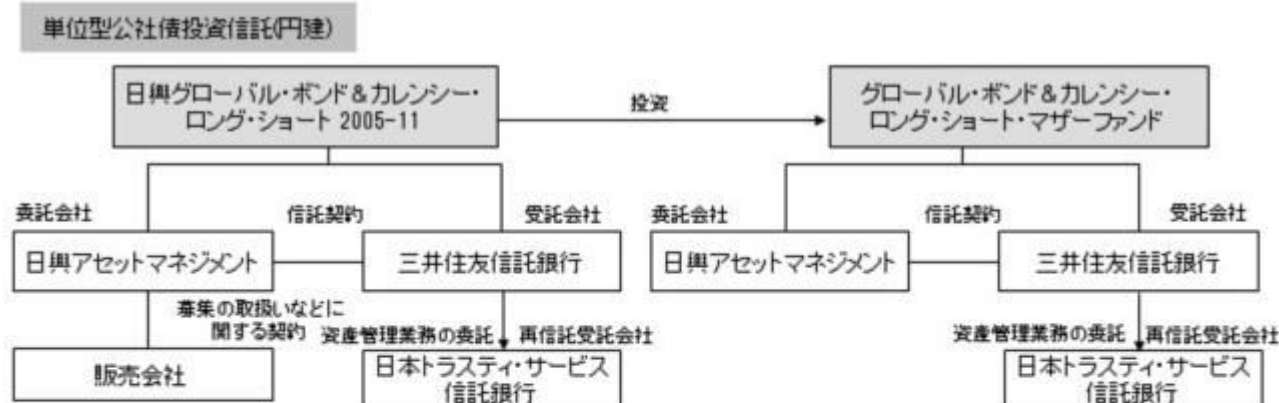 単位型公社債投資信託(円建)
日興グローバル・ボンド&カレンシー・
ロング・ショート 2005-11
投資
グローバル・ボンド&カレンシー・
ロング・ショート・マザーファンド
委託会社
信託契約
受託会社
委託会社
信託契約
受託会社
日興アセットマネジメント
三井住友信託銀行
日興アセットマネジメント
三井住友信託銀行
募集の取扱いなどに
関する契約
資産管理業務の委託
再信託受託会社
資産管理業務の委託
再信託受託会社
販売会社
日本トラスティ・サービス
信託銀行
日本トラスティ・サービス
信託銀行